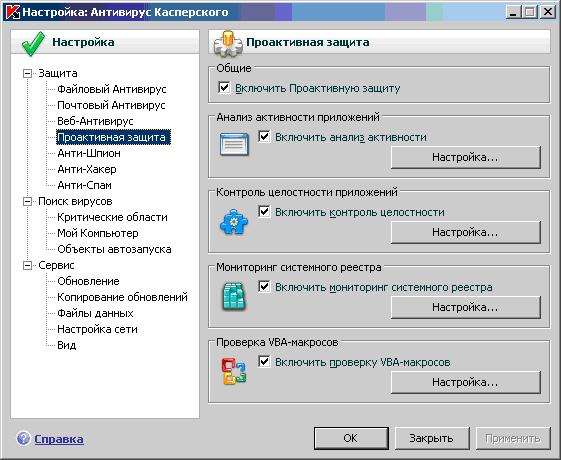 Настройка: Антивирус Касперского
Настройка
Защита
Файловый Антивирус
Почтовый Антивирус
Веб-Антивирус
Проактивная защита
Анти-Шпион
Анти-Хакер
Анти-Спам
Поиск вирусов
Критические области
Мой Компьютер
Объекты автозапуска
Сервис
Обновление
Копирование обновлений
Файлы данных
Настройка сети
Вид
Проактивная защита
Общие
Включить Проактивную защиту
Анализ активности приложений
Включить анализ активности
Настройка...
Контроль целостности приложений
Включить контроль целостности
Настройка...
Мониторинг системного реестра
Включить мониторинг системного реестра
Настройка...
Проверка VBA-макросов
Включить проверку VBA-макросов
Настройка...
Справка
OK
Закрыть
Применить